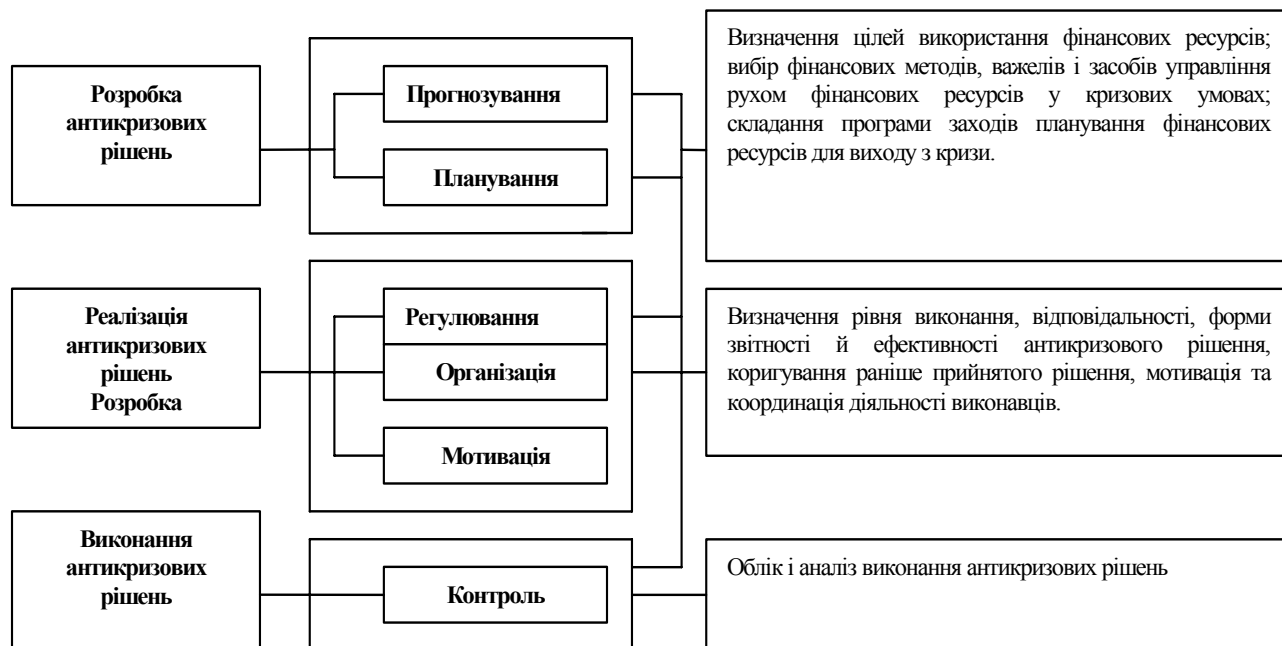 Розробка
антикризових
рішень
Прогнозування
Планування
Визначення цілей використання фінансових ресурсів;
вибір фінансових методів, важелів і засобів управління
рухом фінансових ресурсів у кризових умовах;
складання програми заходів планування фінансових
ресурсів для виходу з кризи.
Реалізація
антикризових
рішень
Розробка
Регулювання
Організація
Мотивація
Визначення рівня виконання, відповідальності, форми
звітності й ефективності антикризового рішення,
коригування раніше прийнятого рішення, мотивація та
координація діяльності виконавців.
Виконання
антикризових
рішень
Контроль
Облік і аналіз виконання антикризових рішень